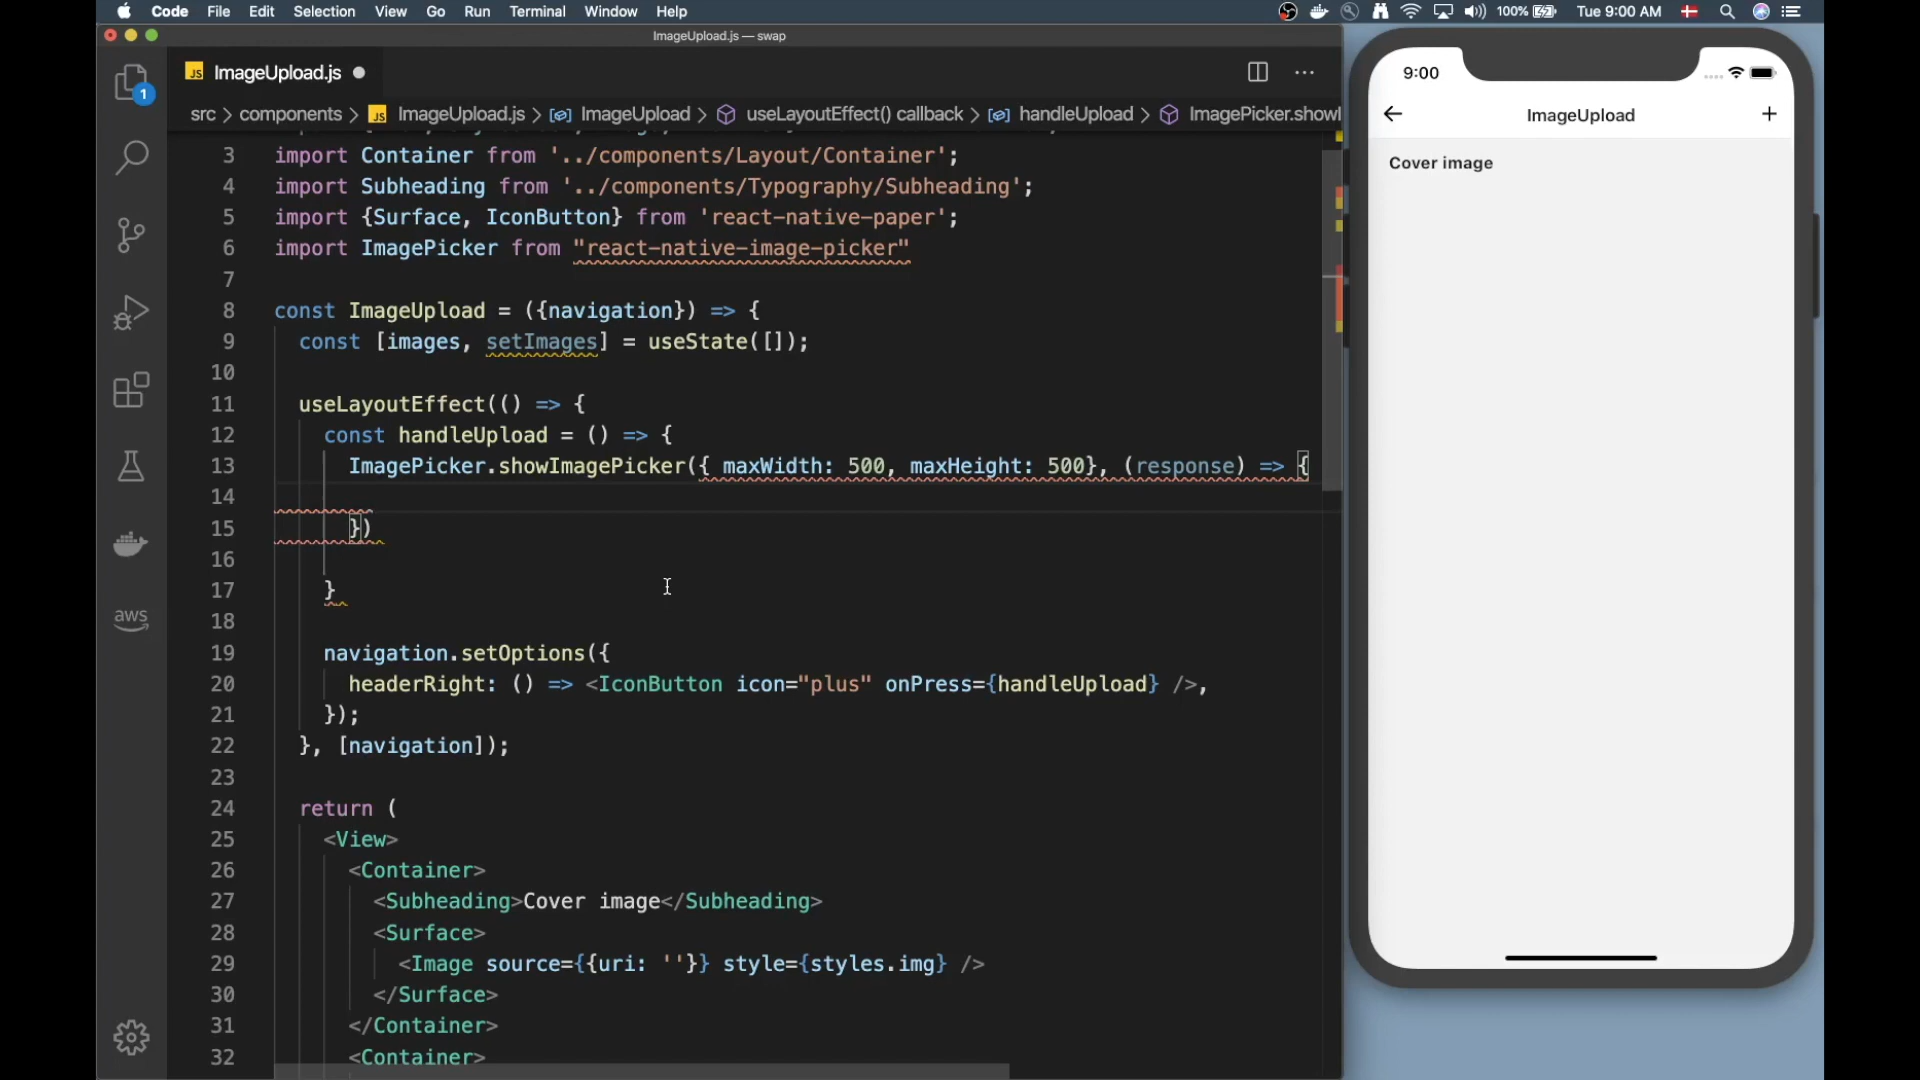 Code File Edit Selection View Go Run Terminal Window Help 100% Tue 9:00 AM
ImageUpload.js — swap
JS ImageUpload.js
src > components > JS ImageUpload.js > ImageUpload > useLayoutEffect() callback > handleUpload > ImagePicker.showI
1
3 import Container from '../components/Layout/Container';
4 import Subheading from '../components/Typography/Subheading';
5 import {Surface, IconButton} from 'react-native-paper';
6 import ImagePicker from "react-native-image-picker"
7
8 const ImageUpload = ({navigation}) => {
9 const [images, setImages] = useState([]);
10
11 useLayoutEffect(() => {
12 const handleUpload = () => {
13 ImagePicker.showImagePicker({ maxWidth: 500, maxHeight: 500}, (response) => {
14
15 })
16
17 }
18
19 navigation.setOptions({
20 headerRight: () => <IconButton icon="plus" onPress={handleUpload} />,
21 });
22 }, [navigation]);
23
24 return (
25 <View>
26 <Container>
27 <Subheading>Cover image</Subheading>
28 <Surface>
29 <Image source={{uri: ''}} style={styles.img} />
30 </Surface>
31 </Container>
32 <Container>
aws
9:00
ImageUpload
Cover image